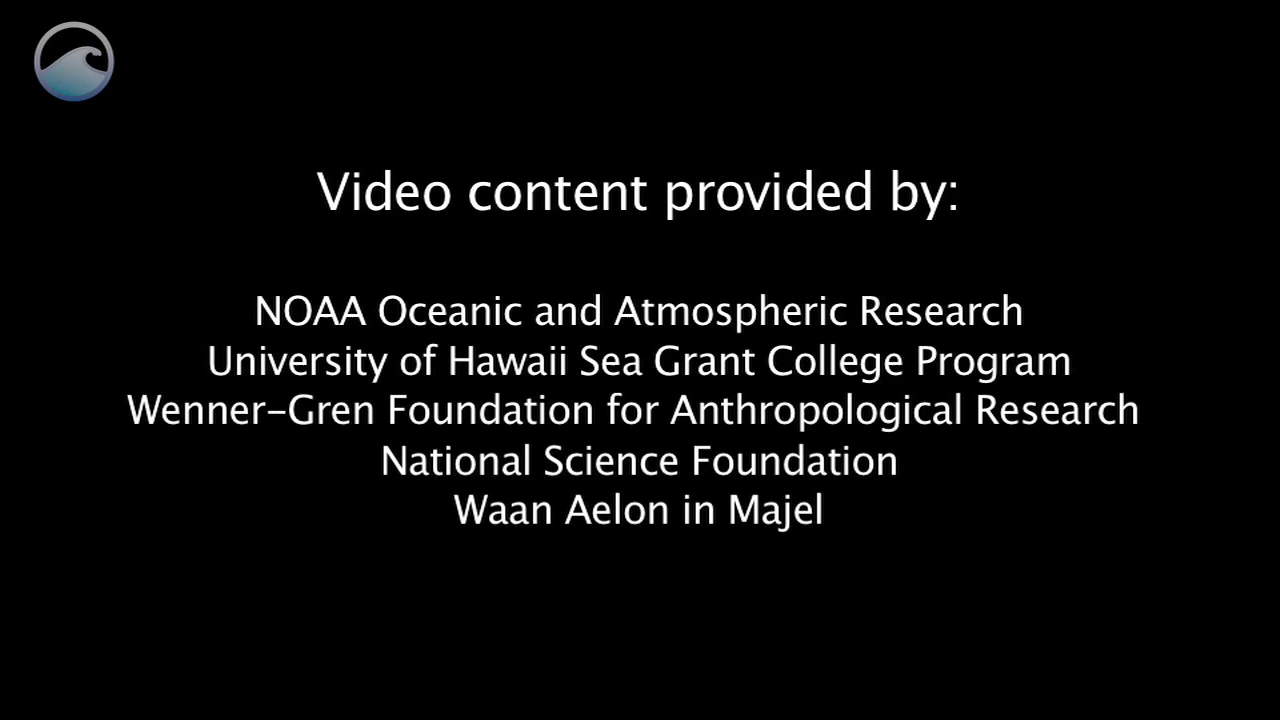 Video content provided by:
NOAA Oceanic and Atmospheric Research
University of Hawaii Sea Grant College Program
Wenner-Gren Foundation for Anthropological Research
National Science Foundation
Waan Aelon in Majel